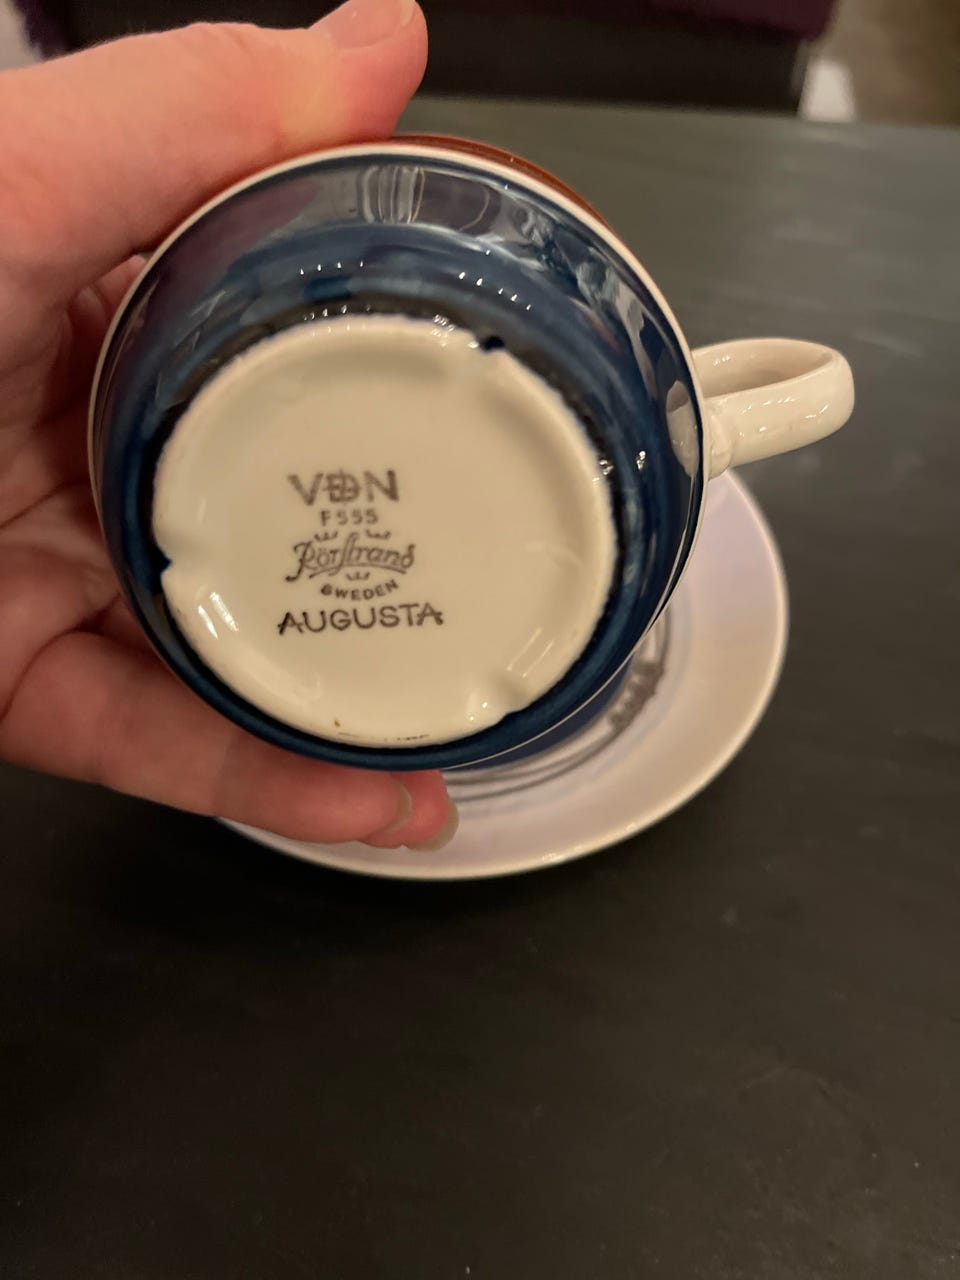 VDN
F555
Rörstrand
SWEDEN
AUGUSTA